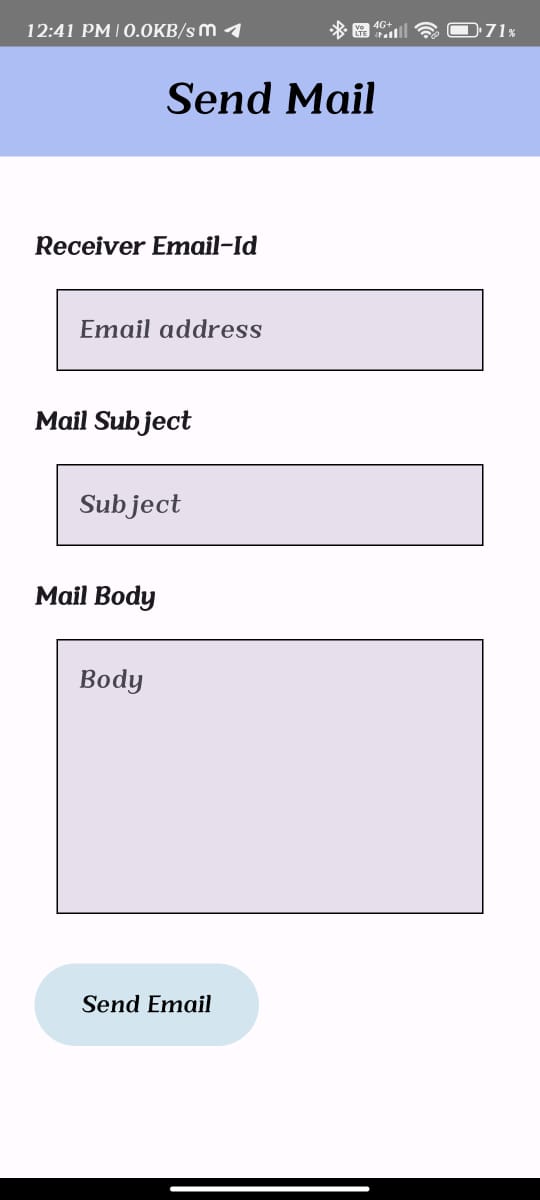 12:41 PM | 0.0KB/s
Vo LTE 4G+ 71%
Send Mail
Receiver Email-Id
Email address
Mail Subject
Subject
Mail Body
Body
Send Email